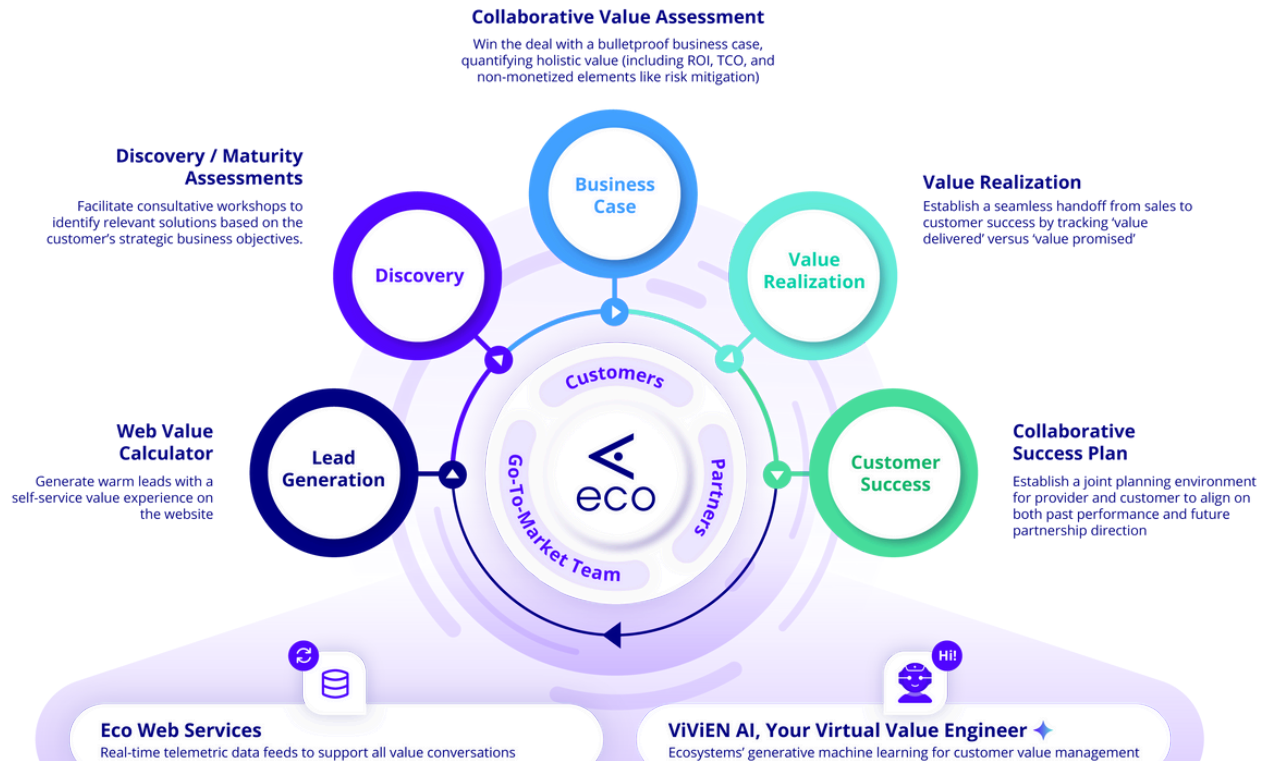 Collaborative Value Assessment
Win the deal with a bulletproof business case,
quantifying holistic value (including ROI, TCO, and
non-monetized elements like risk mitigation)
Discovery / Maturity
Assessments
Facilitate consultative workshops to
identify relevant solutions based on the
customer’s strategic business objectives.
Business
Case
Value Realization
Establish a seamless handoff from sales to
customer success by tracking ‘value
delivered’ versus ‘value promised’
Discovery
Value
Realization
Web Value
Calculator
Generate warm leads with a
self-service value experience on
the website
Lead
Generation
Customers
Partners
Go-To-Market Team
eco
Customer
Success
Collaborative
Success Plan
Establish a joint planning environment
for provider and customer to align on
both past performance and future
partnership direction
Eco Web Services
Real-time telemetric data feeds to support all value conversations
Hi!
ViViEN AI, Your Virtual Value Engineer
Ecosystems’ generative machine learning for customer value management